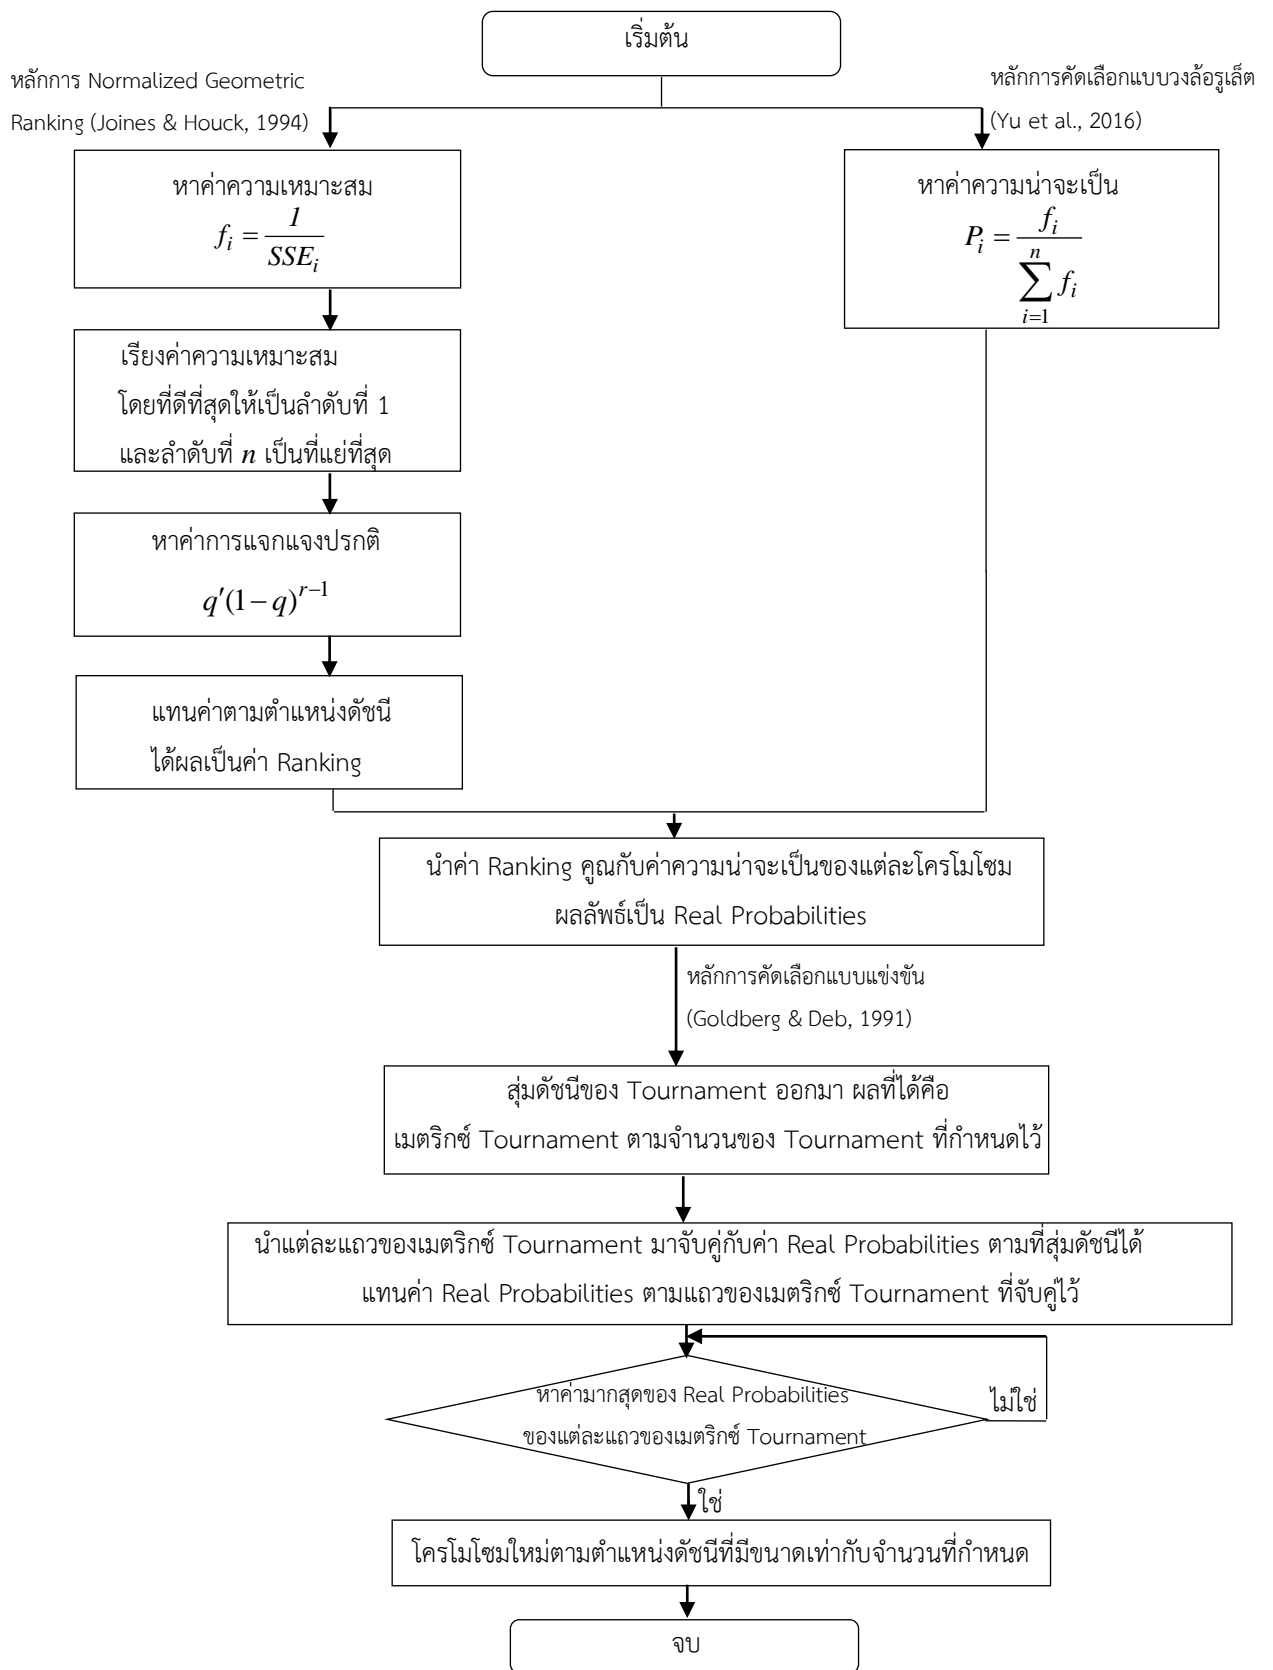 เริ่มต้น
หลักการ Normalized Geometric
Ranking (Joines & Houck, 1994)
หลักการคัดเลือกแบบวงล้อรูเล็ต
(Yu et al., 2016)
หาค่าความเหมาะสม
f_i = 1 / SSE_i
หาค่าความน่าจะเป็น
P_i = f_i / \sum_{i=1}^{n} f_i
เรียงค่าความเหมาะสม
โดยที่ดีที่สุดให้เป็นลำดับที่ 1
และลำดับที่ n เป็นที่แย่ที่สุด
หาค่าการแจกแจงปรกติ
q′(1−q)^{r−1}
แทนค่าตามตำแหน่งดัชนี
ได้ผลเป็นค่า Ranking
นำค่า Ranking คูณกับค่าความน่าจะเป็นของแต่ละโครโมโซม
ผลลัพธ์เป็น Real Probabilities
หลักการคัดเลือกแบบแข่งขัน
(Goldberg & Deb, 1991)
สุ่มดัชนีของ Tournament ออกมา ผลที่ได้คือ
เมตริกซ์ Tournament ตามจำนวนของ Tournament ที่กำหนดไว้
นำแต่ละแถวของเมตริกซ์ Tournament มาจับคู่กับค่า Real Probabilities ตามที่สุ่มดัชนีได้
แทนค่า Real Probabilities ตามแถวของเมตริกซ์ Tournament ที่จับคู่ไว้
หาค่ามากสุดของ Real Probabilities
ของแต่ละแถวของเมตริกซ์ Tournament
ไม่ใช่
ใช่
โครโมโซมใหม่ตามตำแหน่งดัชนีที่มีขนาดเท่ากับจำนวนที่กำหนด
จบ